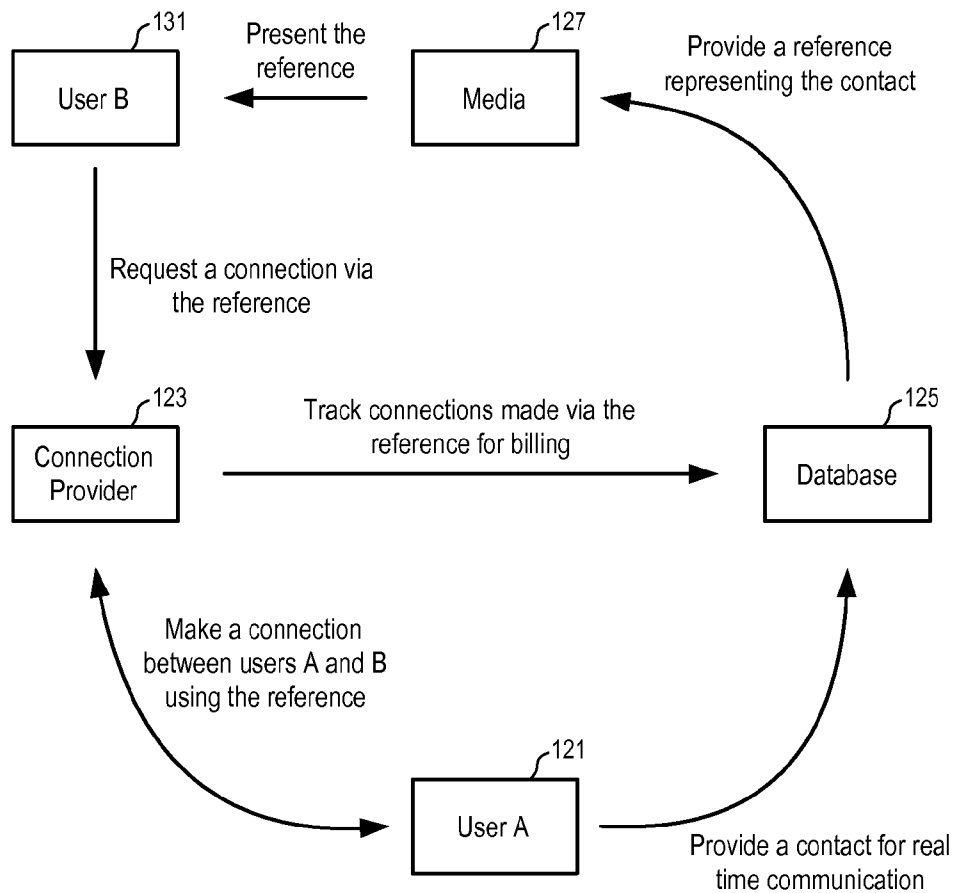 131
User B
Present the
reference
127
Media
Provide a reference
representing the contact
Request a connection via
the reference
123
Connection
Provider
Track connections made via the
reference for billing
125
Database
Make a connection
between users A and B
using the reference
121
User A
Provide a contact for real
time communication